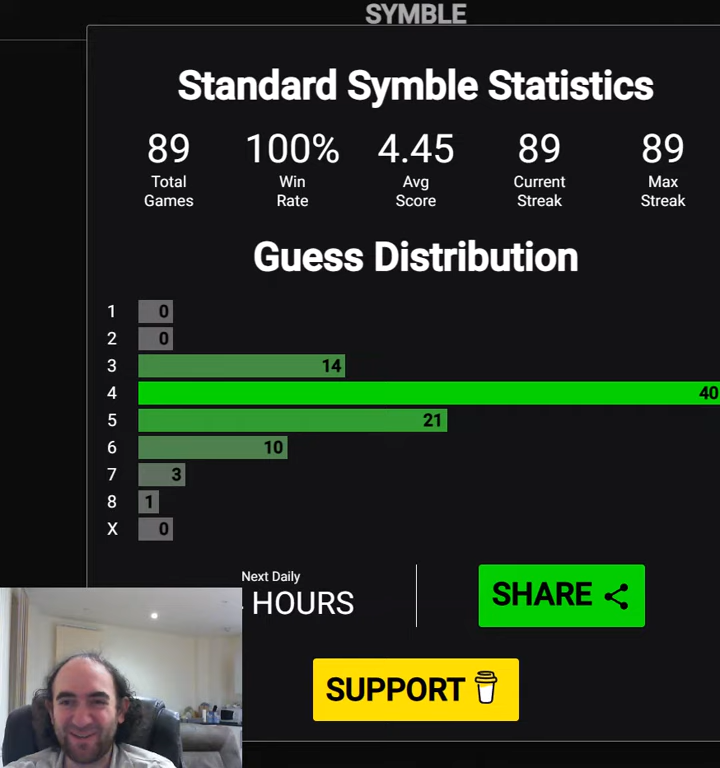 SYMBLE
Standard Symble Statistics
89 100% 4.45 89 89
Total Win Avg Current Max
Games Rate Score Streak Streak
Guess Distribution
1 0
2 0
3 14
4 40
5 21
6 10
7 3
8 1
X 0
Next Daily
HOURS
SHARE
SUPPORT